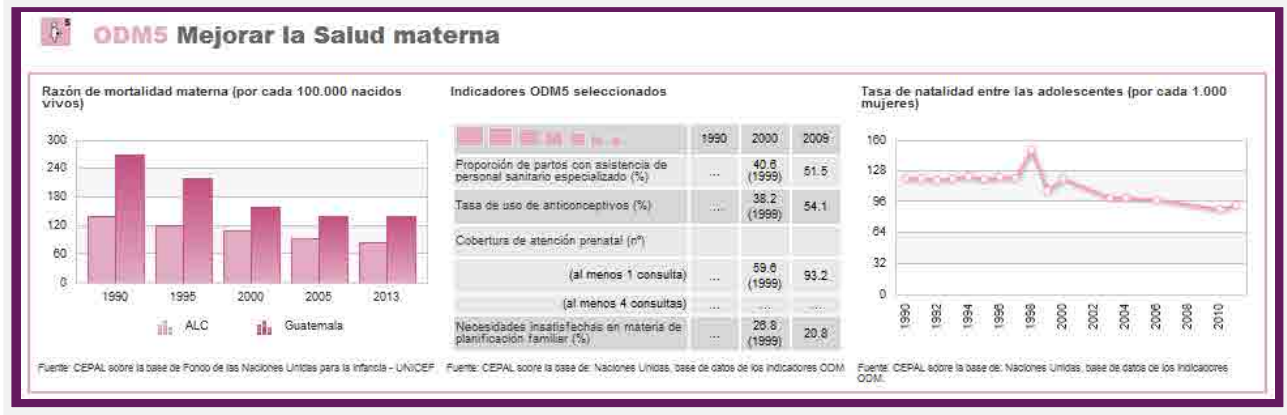 5
ODM5 Mejorar la Salud materna
Razón de mortalidad materna (por cada 100.000 nacidos
vivos)
300
240
180
120
60
0
1990 1995 2000 2005 2013
ALC Guatemala
Fuente: CEPAL sobre la base de Fondo de las Naciones Unidas para la Infancia - UNICEF.
Indicadores ODM5 seleccionados
1990 2000 2009
Proporción de partos con asistencia de
personal sanitario especializado (%) ... 40.6 (1999) 51.5
Tasa de uso de anticonceptivos (%) ... 38.2 (1999) 54.1
Cobertura de atención prenatal (nº)
(al menos 1 consulta) ... 59.6 (1999) 93.2
(al menos 4 consultas) ... ... ...
Necesidades insatisfechas en materia de
planificación familiar (%) ... 26.8 (1999) 20.8
Fuente: CEPAL sobre la base de: Naciones Unidas, base de datos de los indicadores ODM
Tasa de natalidad entre las adolescentes (por cada 1.000
mujeres)
160
128
96
64
32
0
1990 1992 1994 1996 1998 2000 2002 2004 2006 2008 2010
Fuente: CEPAL sobre la base de: Naciones Unidas, base de datos de los indicadores
ODM.